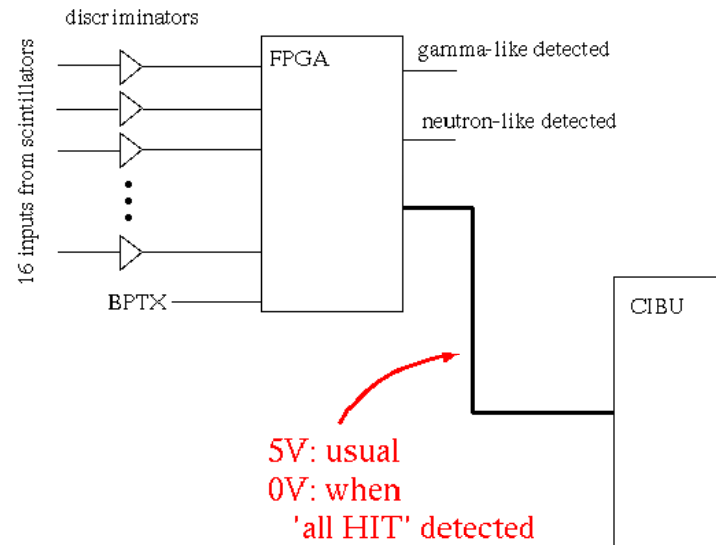 discriminators
16 inputs from scintillators
FPGA
gamma-like detected
neutron-like detected
BPTX
CIBU
5V: usual
0V: when
'all HIT' detected